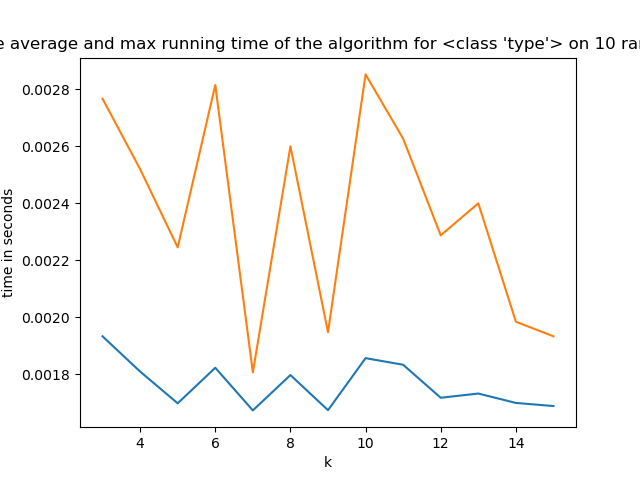 e average and max running time of the algorithm for <class 'type'> on 10 ra
time in seconds
0.0028
0.0026
0.0024
0.0022
0.0020
0.0018
4 6 8 10 12 14
k